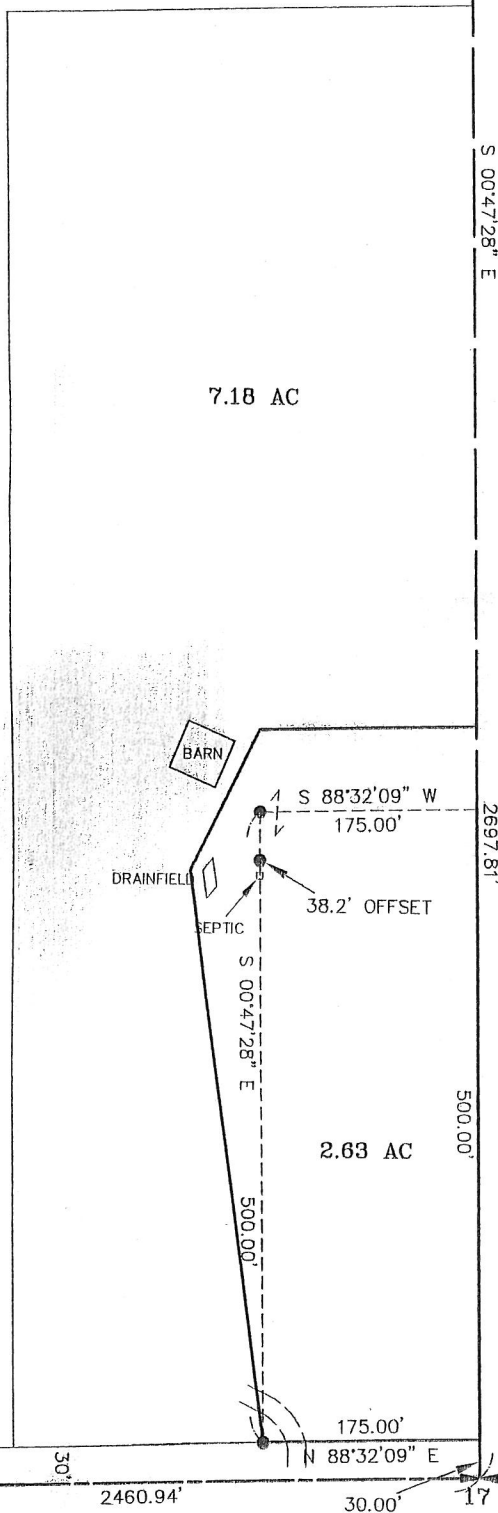 S 00°47'28" E
7.18 AC
BARN
S 88°32'09" W
175.00'
2697.81'
DRAINFIELD
SEPTIC
38.2' OFFSET
S 00°47'28" E
500.00'
2.63 AC
500.00'
175.00'
N 88°32'09" E
30'
2460.94'
30.00'
17